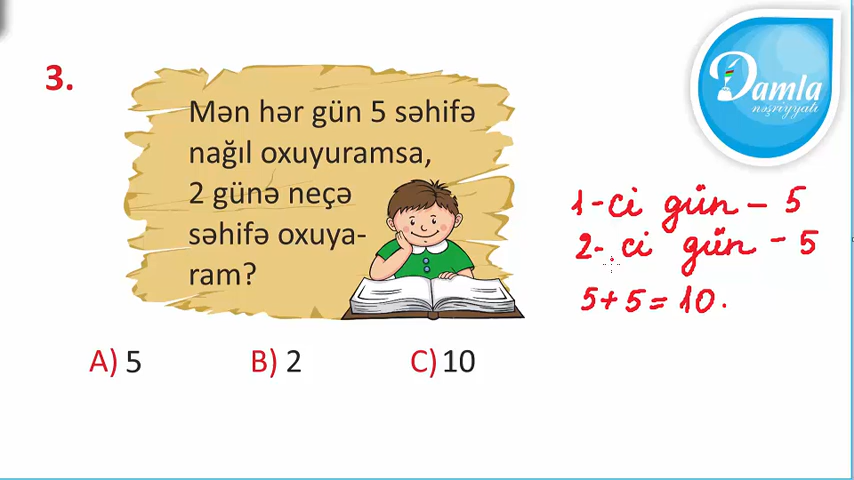 3.
Mən hər gün 5 səhifə
nağıl oxuyuramsa,
2 günə neçə
səhifə oxuya-
ram?
A) 5 B) 2 C) 10
Damla
nəşriyyatı
1-ci gün – 5
2-ci gün – 5
5+5=10.